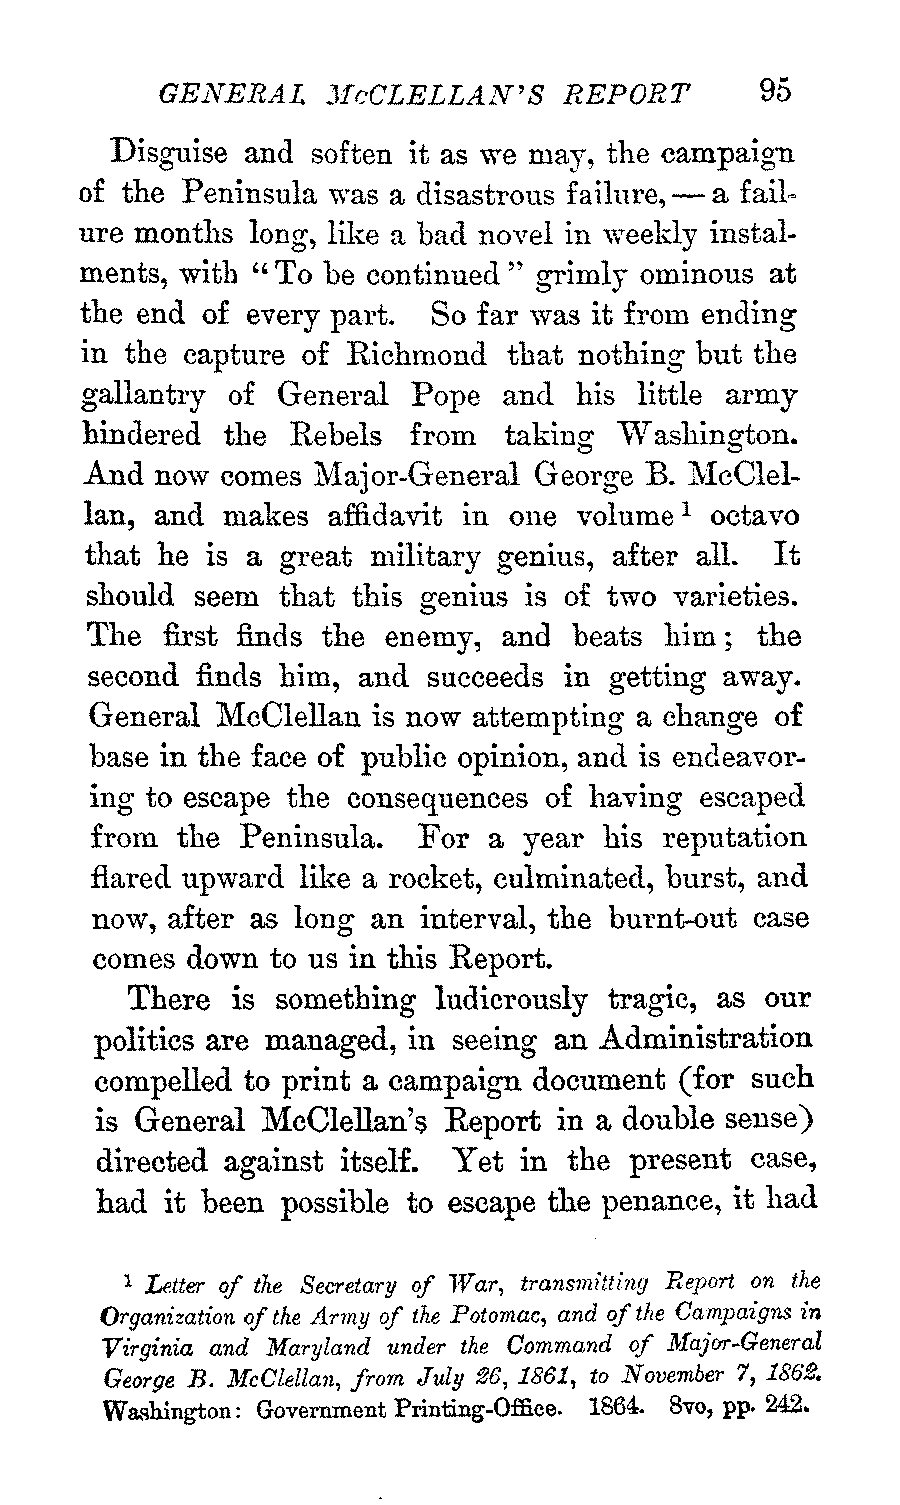 GENERAL McCLELLAN'S REPORT 95
Disguise and soften it as we may, the campaign
of the Peninsula was a disastrous failure, — a fail-
ure months long, like a bad novel in weekly instal-
ments, with "To be continued" grimly ominous at
the end of every part. So far was it from ending
in the capture of Richmond that nothing but the
gallantry of General Pope and his little army
hindered the Rebels from taking Washington.
And now comes Major-General George B. McClel-
lan, and makes affidavit in one volume¹ octavo
that he is a great military genius, after all. It
should seem that this genius is of two varieties.
The first finds the enemy, and beats him; the
second finds him, and succeeds in getting away.
General McClellan is now attempting a change of
base in the face of public opinion, and is endeavor-
ing to escape the consequences of having escaped
from the Peninsula. For a year his reputation
flared upward like a rocket, culminated, burst, and
now, after as long an interval, the burnt-out case
comes down to us in this Report.
There is something ludicrously tragic, as our
politics are managed, in seeing an Administration
compelled to print a campaign document (for such
is General McClellan's Report in a double sense)
directed against itself. Yet in the present case,
had it been possible to escape the penance, it had
¹ Letter of the Secretary of War, transmitting Report on the
Organization of the Army of the Potomac, and of the Campaigns in
Virginia and Maryland under the Command of Major-General
George B. McClellan, from July 26, 1861, to November 7, 1862.
Washington: Government Printing-Office. 1864. 8vo, pp. 242.